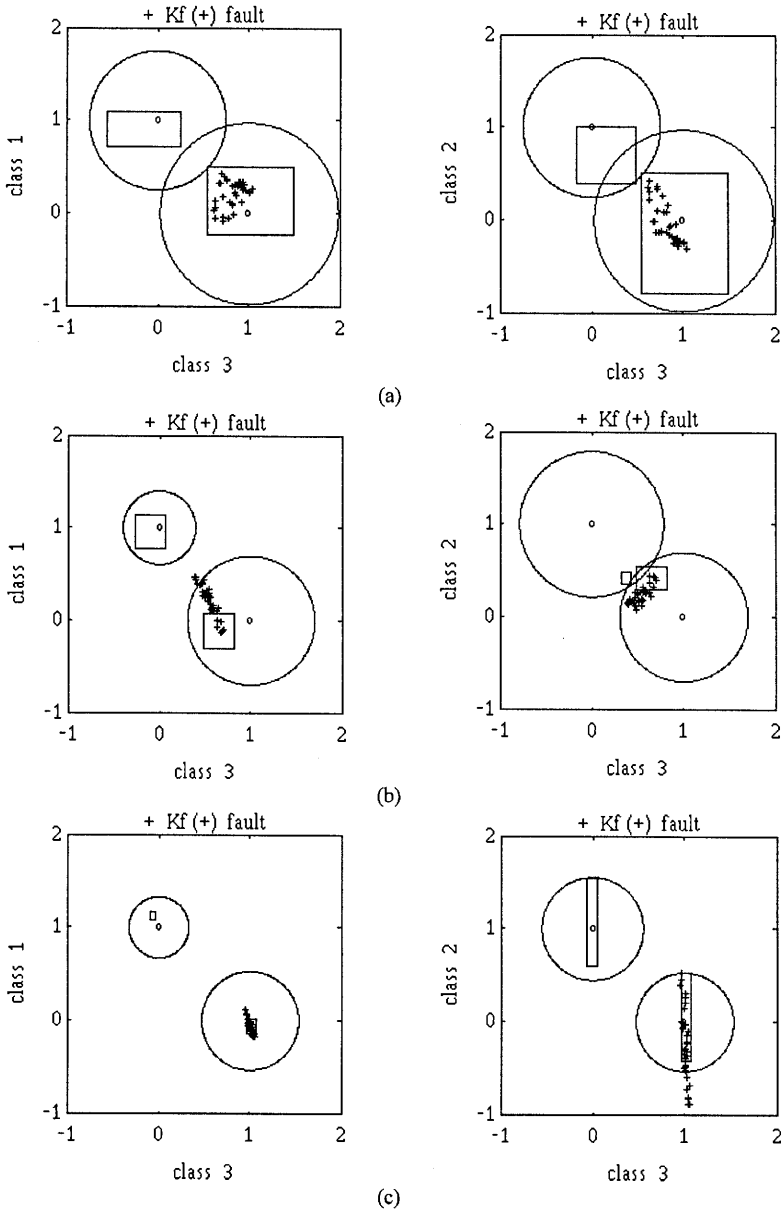 + Kf (+) fault
2
1
0
-1
class 1
-1 0 1 2
class 3
+ Kf (+) fault
2
1
0
-1
class 2
-1 0 1 2
class 3
(a)
+ Kf (+) fault
2
1
0
-1
class 1
-1 0 1 2
class 3
+ Kf (+) fault
2
1
0
-1
class 2
-1 0 1 2
class 3
(b)
+ Kf (+) fault
2
1
0
-1
class 1
-1 0 1 2
class 3
+ Kf (+) fault
2
1
0
-1
class 2
-1 0 1 2
class 3
(c)